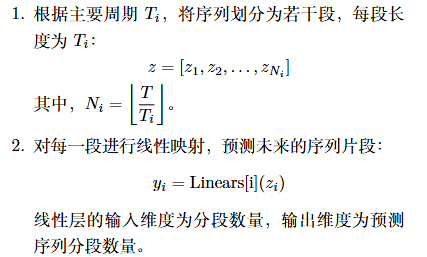 1. 根据主要周期 $T_i$，将序列划分为若干段，每段长
度为 $T_i$：
$$z = [z_1, z_2, \ldots, z_{N_i}]$$
其中，$N_i = \left\lfloor \frac{T}{T_i} \right\rfloor$。
2. 对每一段进行线性映射，预测未来的序列片段：
$$y_i = \text{Linears[i]}(z_i)$$
线性层的输入维度为分段数量，输出维度为预测
序列分段数量。